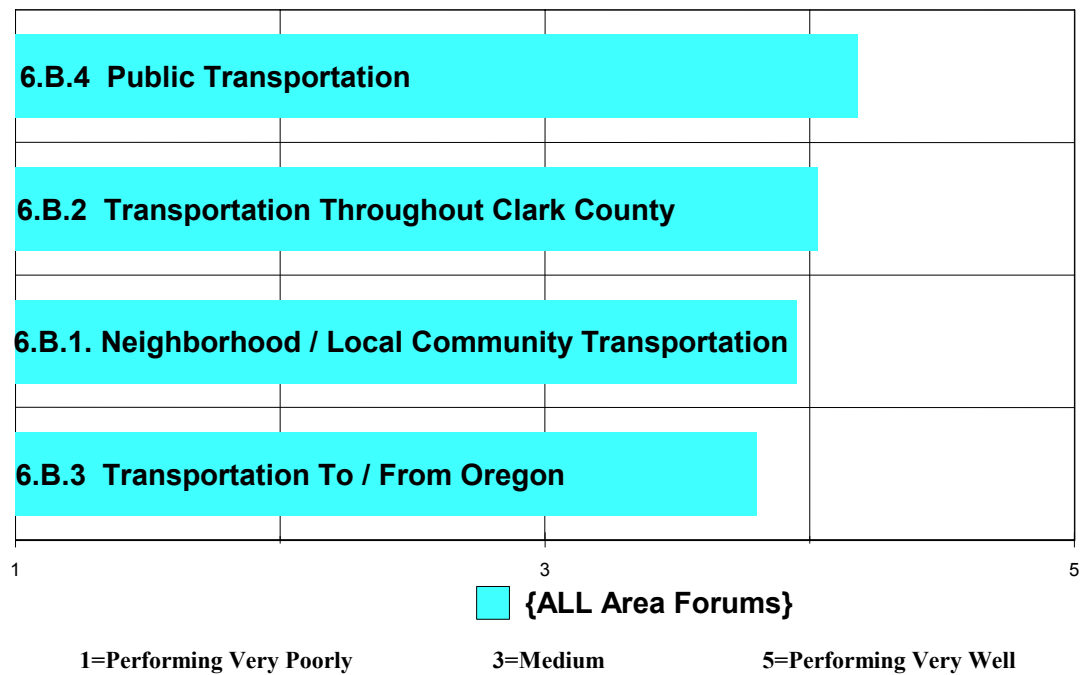 6.B.4 Public Transportation
6.B.2 Transportation Throughout Clark County
6.B.1. Neighborhood / Local Community Transportation
6.B.3 Transportation To / From Oregon
1 3 5
{ALL Area Forums}
1=Performing Very Poorly 3=Medium 5=Performing Very Well